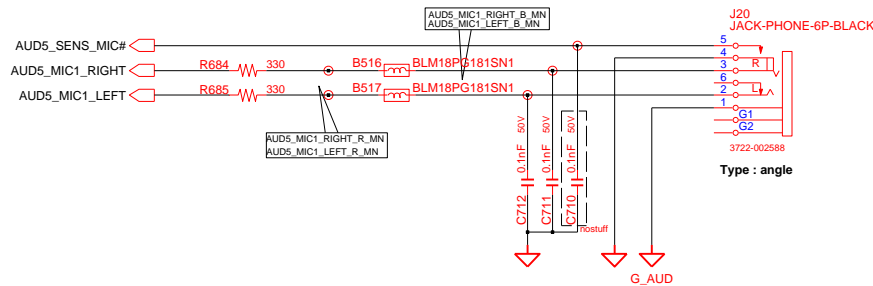 AUD5_MIC1_RIGHT_B_MN
AUD5_MIC1_LEFT_B_MN
J20
JACK-PHONE-6P-BLACK
AUD5_SENS_MIC#
5
4
AUD5_MIC1_RIGHT
R684
330
B516
BLM18PG181SN1
3
R
6
AUD5_MIC1_LEFT
R685
330
B517
BLM18PG181SN1
2
L
1
G1
G2
AUD5_MIC1_RIGHT_R_MN
AUD5_MIC1_LEFT_R_MN
3722-002588
Type : angle
C712 0.1nF 50V
C711 0.1nF 50V
C710 0.1nF 50V
nostuff
G_AUD